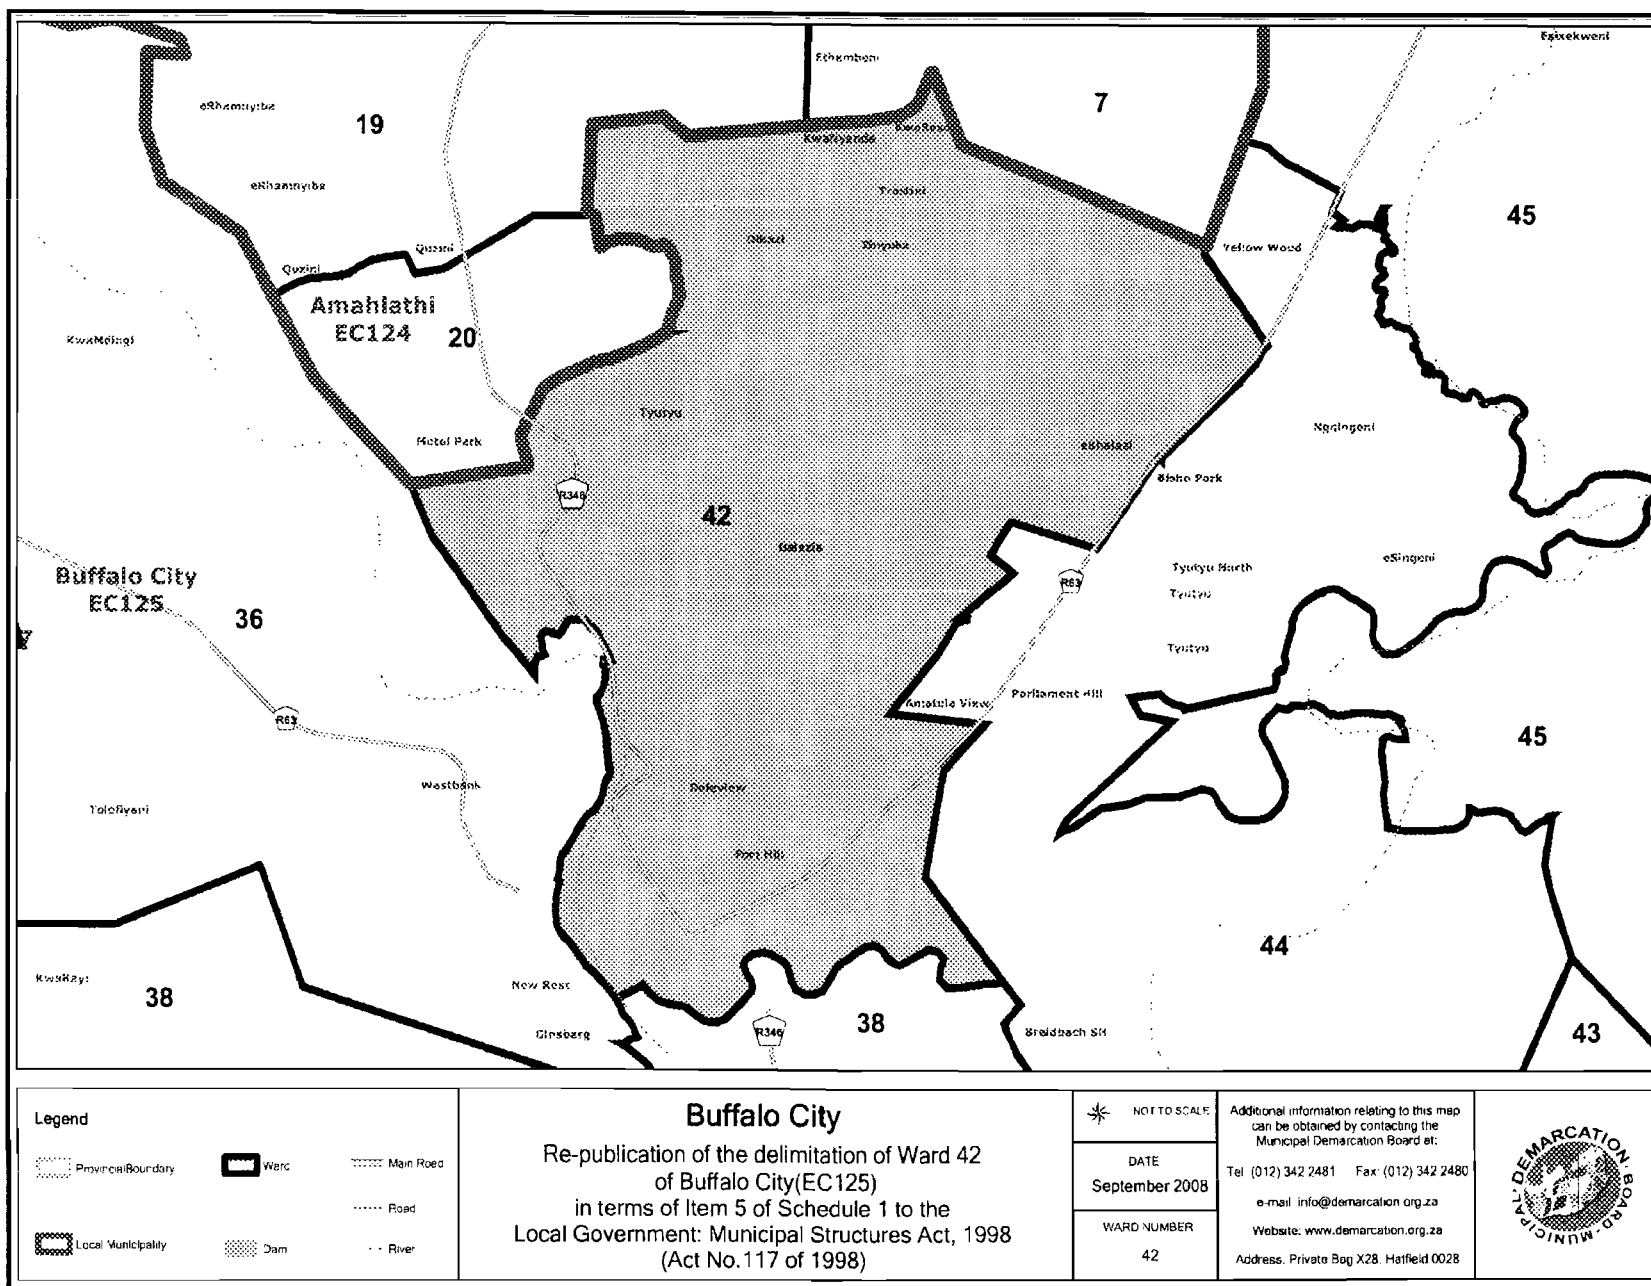 Esixekweni
Ethembeni
eRhamnyiba
19
7
KwaNyande
eRhamnyiba
45
Quzini
Yellow Wood
Quzini
Amahlathi
EC124
20
KwaMdingi
Tyutyu
Ngqingeni
Hotel Park
eBhalasi
Bisho Park
R346
42
Balasie
eSingeni
Tyutyu North
Buffalo City
EC125
R63
Tyutyu
36
Tyutyu
Parliament Hill
Amatola View
R63
45
Westbank
Daleview
Tolofiyeni
Fort Hill
44
KwaRayi
New Rest
38
38
R346
Ginsberg
Breidbach SH
43
Legend
Provincial Boundary
Ward
Main Road
Road
Local Municipality
Dam
River
Buffalo City
Re-publication of the delimitation of Ward 42
of Buffalo City(EC125)
in terms of Item 5 of Schedule 1 to the
Local Government: Municipal Structures Act, 1998
(Act No.117 of 1998)
NOT TO SCALE
DATE
September 2008
WARD NUMBER
42
Additional information relating to this map
can be obtained by contacting the
Municipal Demarcation Board at:
Tel (012) 342 2481 Fax: (012) 342 2480
e-mail info@demarcation.org.za
Website: www.demarcation.org.za
Address. Private Bag X28. Hatfield 0028
MUNICIPAL DEMARCATION BOARD